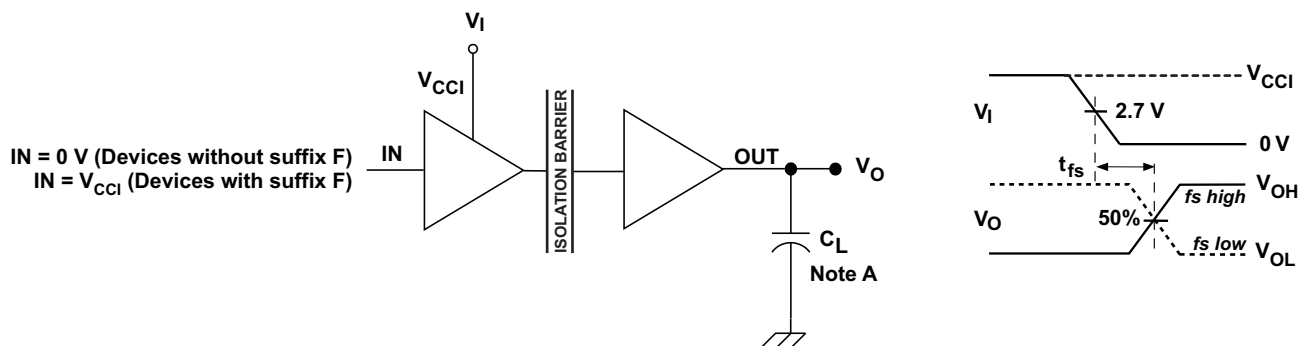 VI
VCCI
IN = 0 V (Devices without suffix F)
IN = VCCI (Devices with suffix F)
IN
ISOLATION BARRIER
OUT
VO
CL
Note A
VI
VCCI
2.7 V
0 V
tfs
VO
50%
fs high
VOH
fs low
VOL